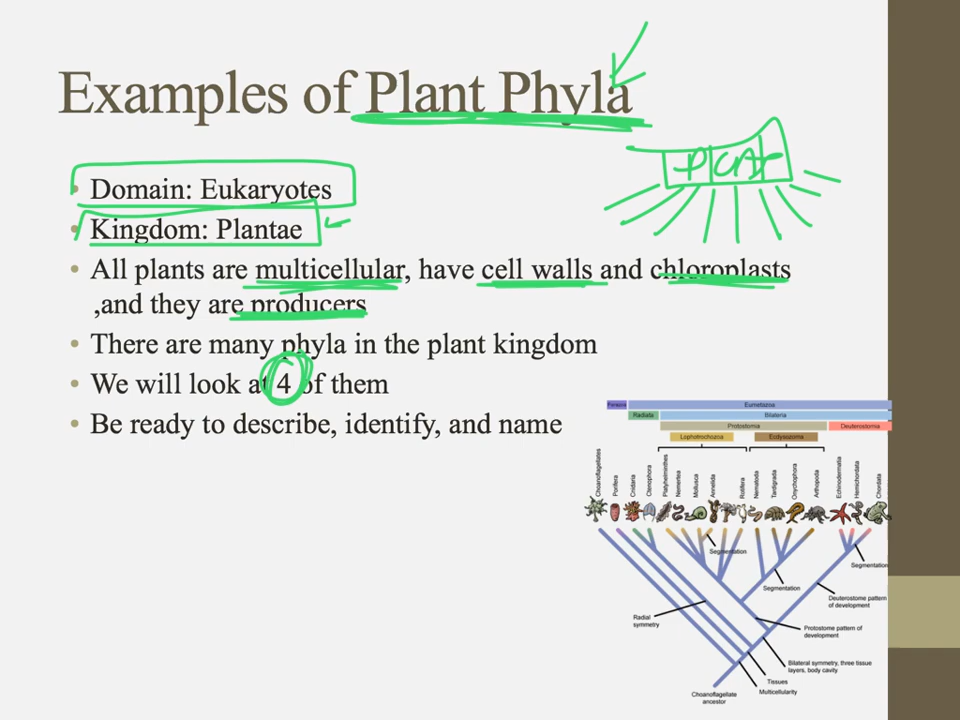 Examples of Plant Phyla
plant
• Domain: Eukaryotes
• Kingdom: Plantae
• All plants are multicellular, have cell walls and chloroplasts
,and they are producers
• There are many phyla in the plant kingdom
• We will look at 4 of them
• Be ready to describe, identify, and name
Parazoa Eumetazoa
Radiata Bilateria
Protostomia Deuterostomia
Lophotrochozoa Ecdysozoa
Choanoflagellates
Porifera
Cnidaria
Ctenophora
Platyhelminthes
Nemertea
Mollusca
Annelida
Rotifera
Nematoda
Tardigrada
Onychophora
Arthropoda
Echinodermata
Hemichordata
Chordata
Segmentation
Segmentation
Segmentation
Deuterostome pattern
of development
Radial
symmetry
Protostome pattern of
development
Bilateral symmetry, three tissue
layers, body cavity
Tissues
Multicellularity
Choanoflagellate
ancestor